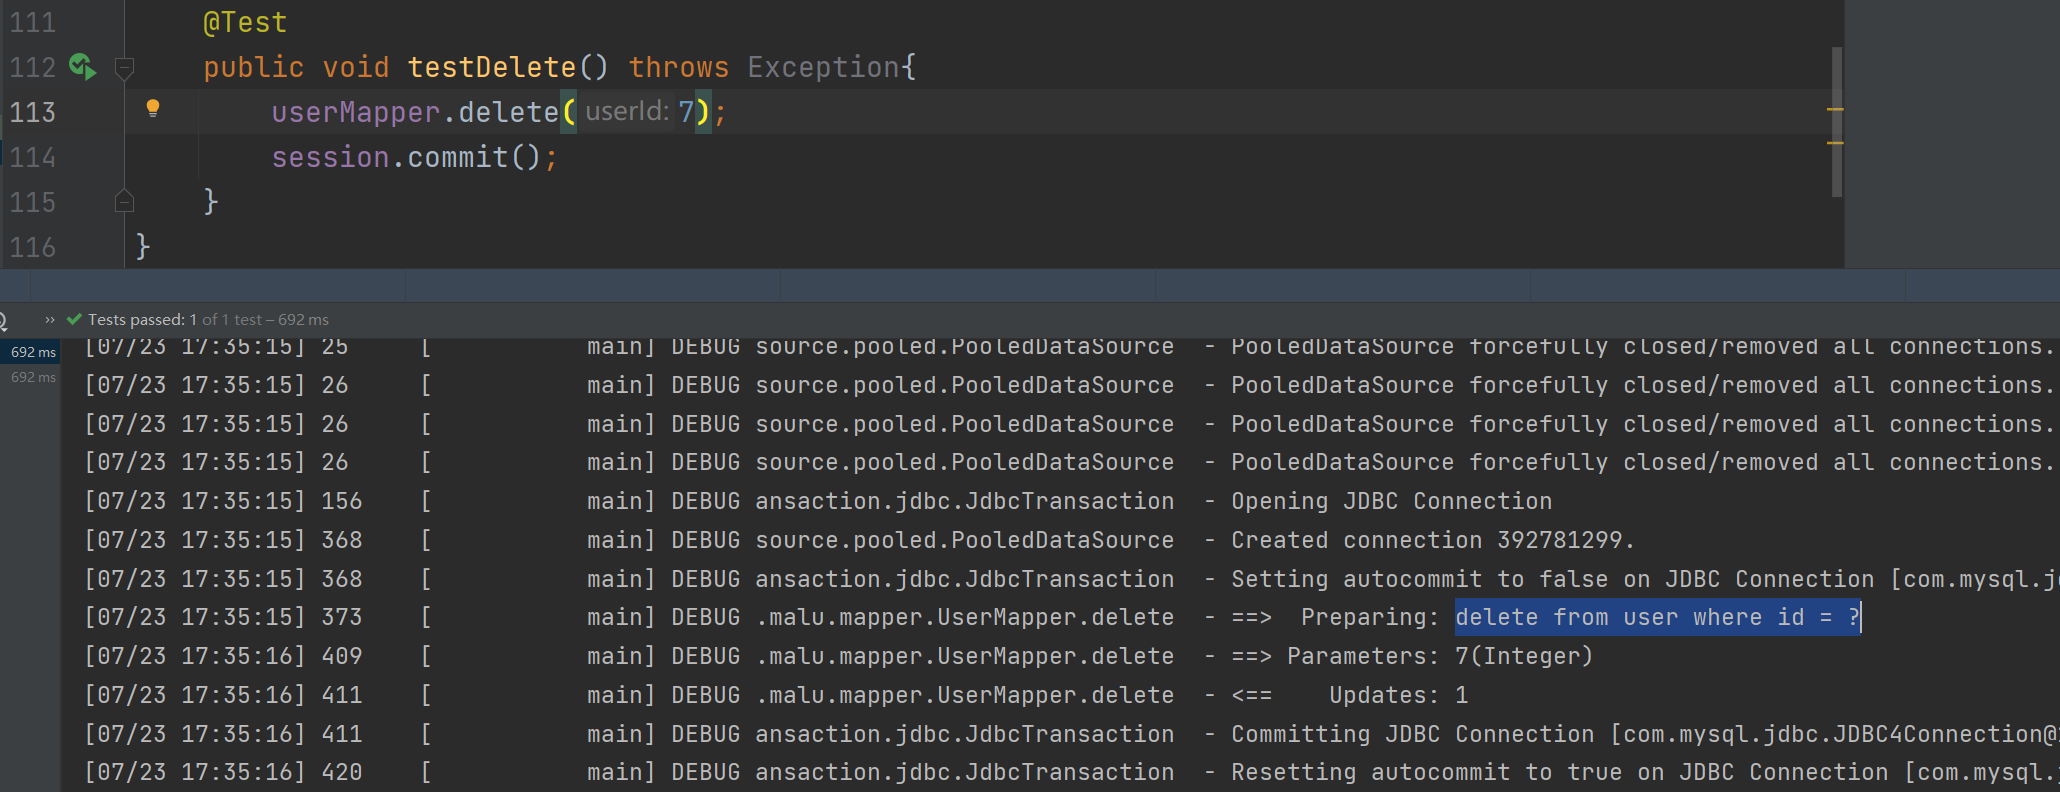 111 @Test
112 public void testDelete() throws Exception{
113 userMapper.delete( userId: 7);
114 session.commit();
115 }
116 }
» Tests passed: 1 of 1 test – 692 ms
692 ms [07/23 17:35:15] 25 [ main] DEBUG source.pooled.PooledDataSource - PooledDataSource forcefully closed/removed all connections.
692 ms [07/23 17:35:15] 26 [ main] DEBUG source.pooled.PooledDataSource - PooledDataSource forcefully closed/removed all connections.
[07/23 17:35:15] 26 [ main] DEBUG source.pooled.PooledDataSource - PooledDataSource forcefully closed/removed all connections.
[07/23 17:35:15] 26 [ main] DEBUG source.pooled.PooledDataSource - PooledDataSource forcefully closed/removed all connections.
[07/23 17:35:15] 156 [ main] DEBUG ansaction.jdbc.JdbcTransaction - Opening JDBC Connection
[07/23 17:35:15] 368 [ main] DEBUG source.pooled.PooledDataSource - Created connection 392781299.
[07/23 17:35:15] 368 [ main] DEBUG ansaction.jdbc.JdbcTransaction - Setting autocommit to false on JDBC Connection [com.mysql.j
[07/23 17:35:15] 373 [ main] DEBUG .malu.mapper.UserMapper.delete - ==> Preparing: delete from user where id = ?
[07/23 17:35:16] 409 [ main] DEBUG .malu.mapper.UserMapper.delete - ==> Parameters: 7(Integer)
[07/23 17:35:16] 411 [ main] DEBUG .malu.mapper.UserMapper.delete - <== Updates: 1
[07/23 17:35:16] 411 [ main] DEBUG ansaction.jdbc.JdbcTransaction - Committing JDBC Connection [com.mysql.jdbc.JDBC4Connection@
[07/23 17:35:16] 420 [ main] DEBUG ansaction.jdbc.JdbcTransaction - Resetting autocommit to true on JDBC Connection [com.mysql.